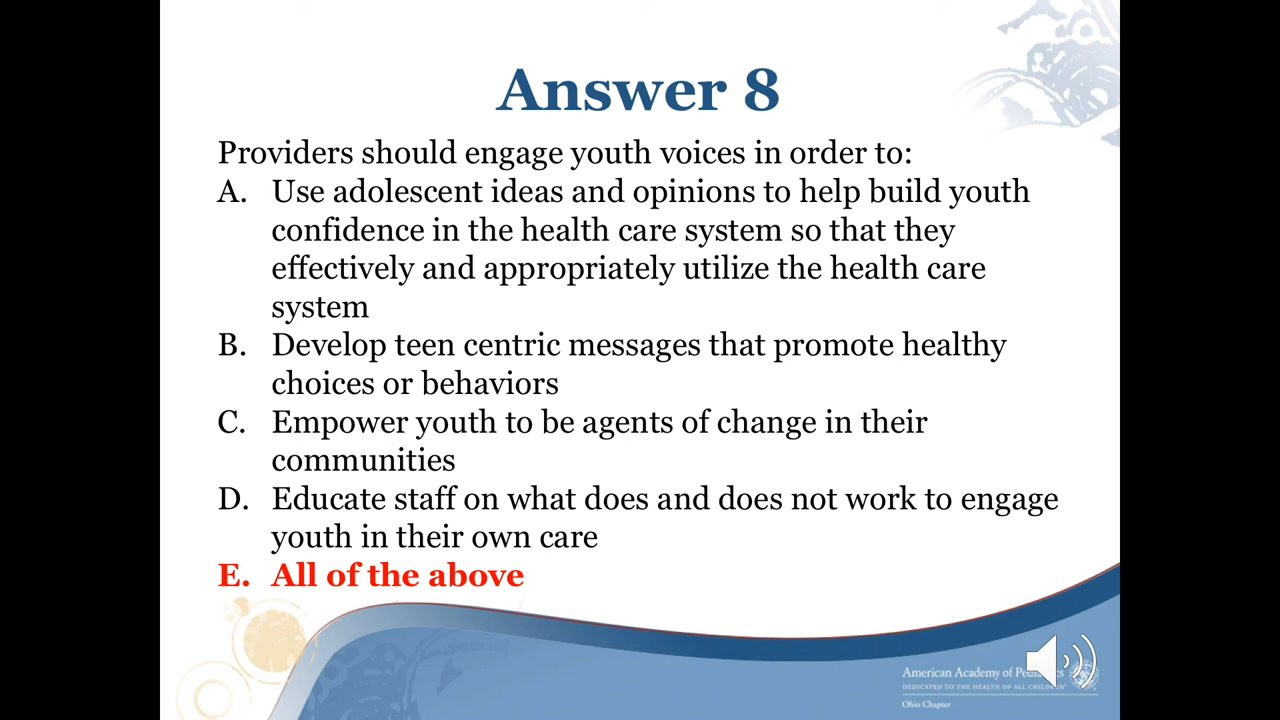 Answer 8
Providers should engage youth voices in order to:
A. Use adolescent ideas and opinions to help build youth
confidence in the health care system so that they
effectively and appropriately utilize the health care
system
B. Develop teen centric messages that promote healthy
choices or behaviors
C. Empower youth to be agents of change in their
communities
D. Educate staff on what does and does not work to engage
youth in their own care
E. All of the above
American Academy of
DEDICATED TO THE HEALTH OF ALL
Ohio Chapter